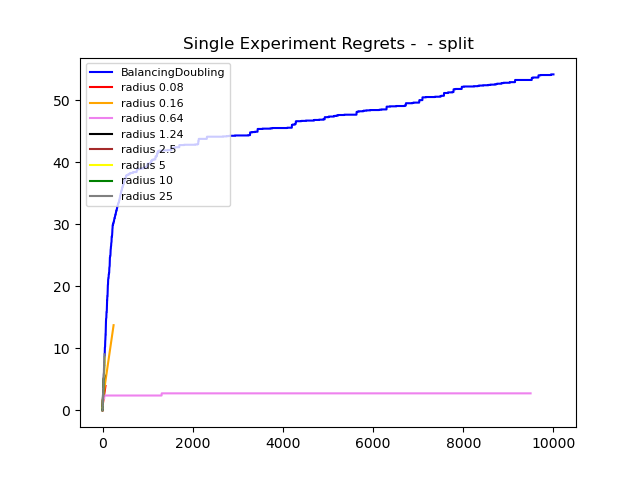 Single Experiment Regrets -  - split
BalancingDoubling
radius 0.08
radius 0.16
radius 0.64
radius 1.24
radius 2.5
radius 5
radius 10
radius 25
50
40
30
20
10
0
0 2000 4000 6000 8000 10000